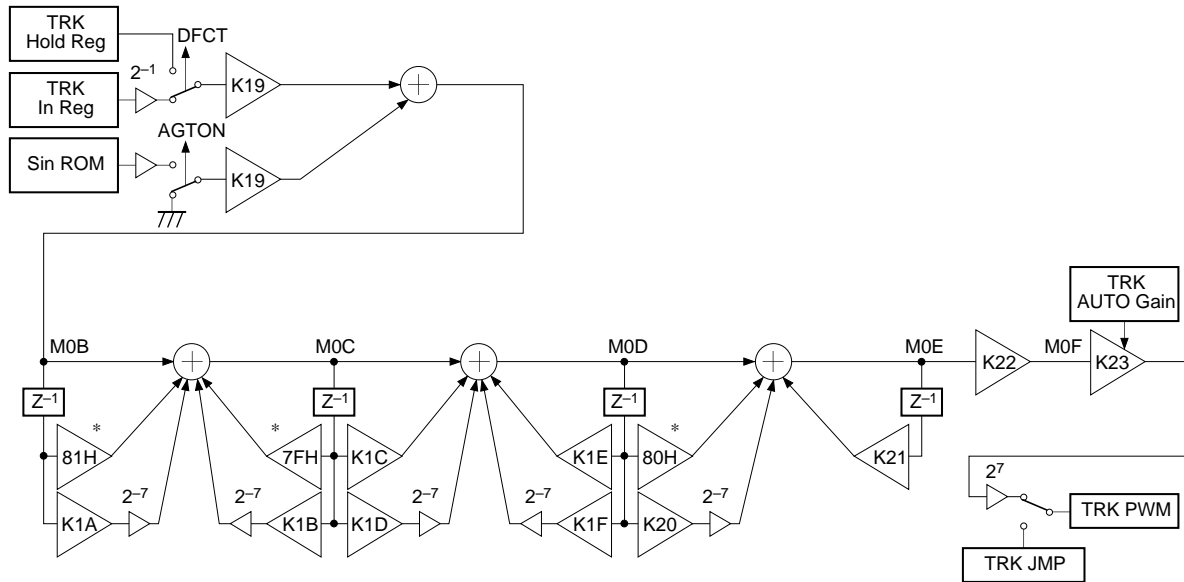 TRK
Hold Reg
DFCT
2–1
K19
TRK
In Reg
AGTON
Sin ROM
K19
TRK
AUTO Gain
M0B
M0C
M0D
M0E
K22
M0F
K23
Z–1
Z–1
Z–1
Z–1
*
*
*
81H
7FH
K1C
K1E
80H
K21
2–7
2–7
2–7
2–7
2–7
K1A
K1B
K1D
K1F
K20
27
TRK PWM
TRK JMP